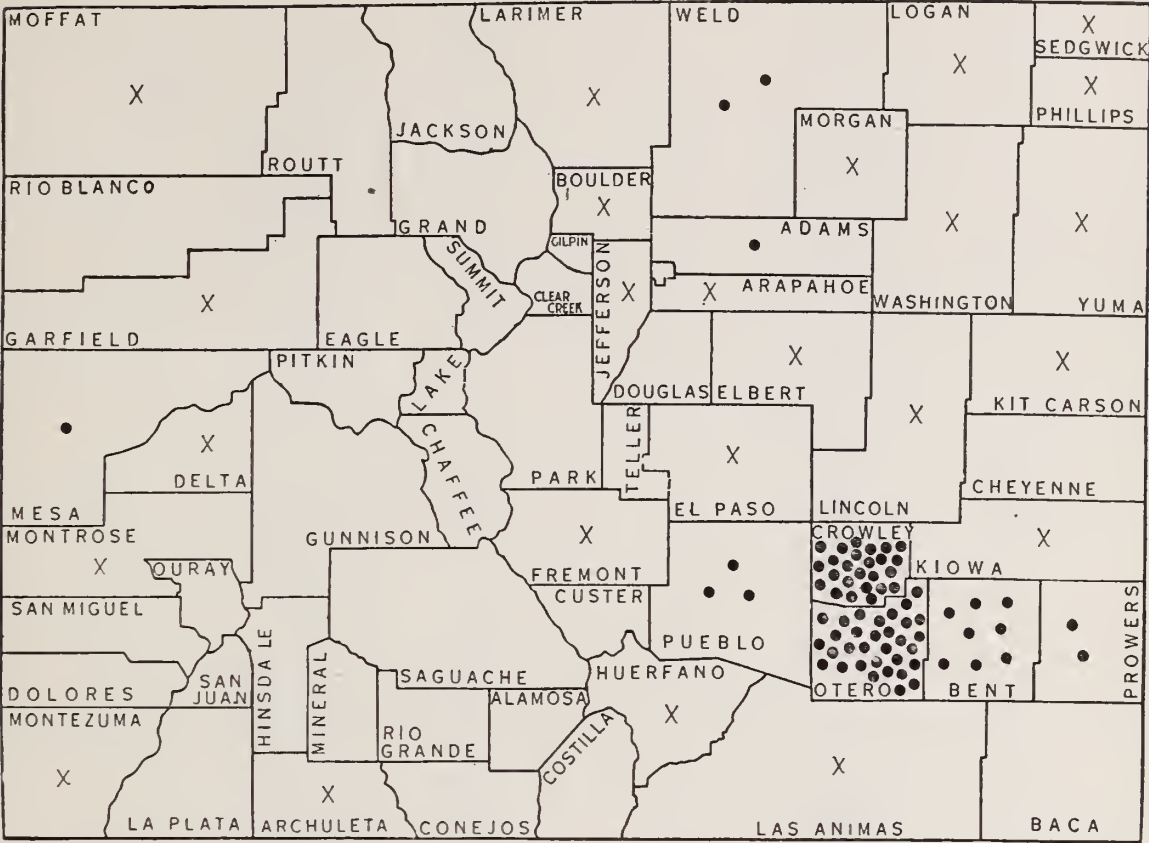 MOFFAT
LARIMER
WELD
LOGAN
X
SEDGWICK
X
X
X
X
PHILLIPS
JACKSON
MORGAN
ROUTT
X
RIO BLANCO
BOULDER
X
GRAND
ADAMS
X
X
GILPIN
SUMMIT
CLEAR
CREEK
JEFFERSON
X
X
ARAPAHOE
WASHINGTON
YUMA
X
GARFIELD
EAGLE
PITKIN
LAKE
X
X
DOUGLAS
ELBERT
KIT CARSON
X
TELLER
CHAFFEE
X
DELTA
X
PARK
CHEYENNE
MESA
EL PASO
LINCOLN
MONTROSE
GUNNISON
X
CROWLEY
X
X
OURAY
FREMONT
KIOWA
CUSTER
SAN MIGUEL
PUEBLO
PROWERS
HINSDALE
MINERAL
SAGUACHE
HUERFANO
DOLORES
SAN
JUAN
ALAMOSA
OTERO
BENT
MONTEZUMA
X
RIO
GRANDE
COSTILLA
X
X
X
LA PLATA
ARCHULETA
CONEJOS
LAS ANIMAS
BACA